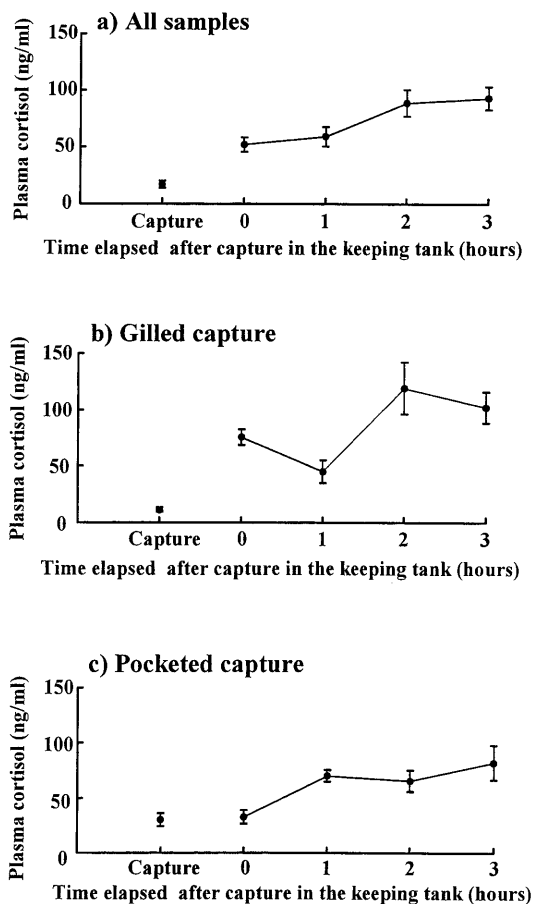 a) All samples
150
100
50
0
Plasma cortisol (ng/ml)
Capture 0 1 2 3
Time elapsed after capture in the keeping tank (hours)
b) Gilled capture
150
100
50
0
Plasma cortisol (ng/ml)
Capture 0 1 2 3
Time elapsed after capture in the keeping tank (hours)
c) Pocketed capture
150
100
50
0
Plasma cortisol (ng/ml)
Capture 0 1 2 3
Time elapsed after capture in the keeping tank (hours)